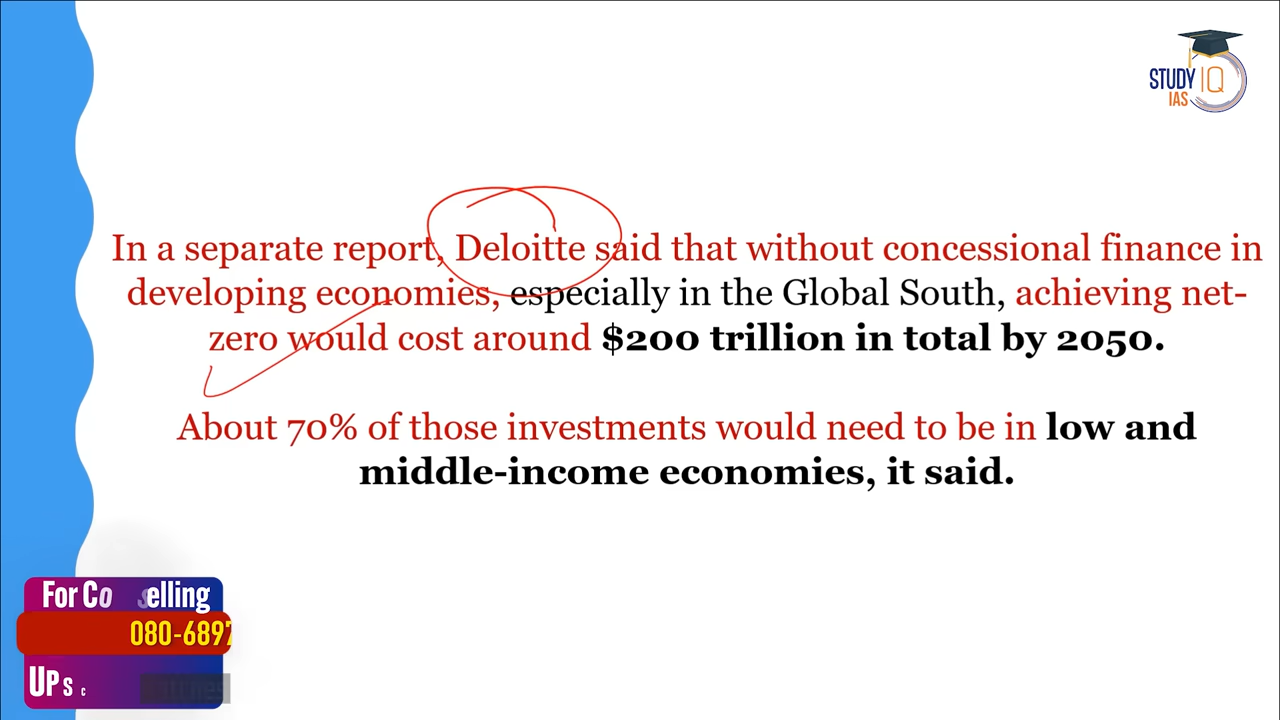 STUDY IQ
IAS
In a separate report, Deloitte said that without concessional finance in
developing economies, especially in the Global South, achieving net-
zero would cost around $200 trillion in total by 2050.
About 70% of those investments would need to be in low and
middle-income economies, it said.
For Co s elling
080-6897
UPsc